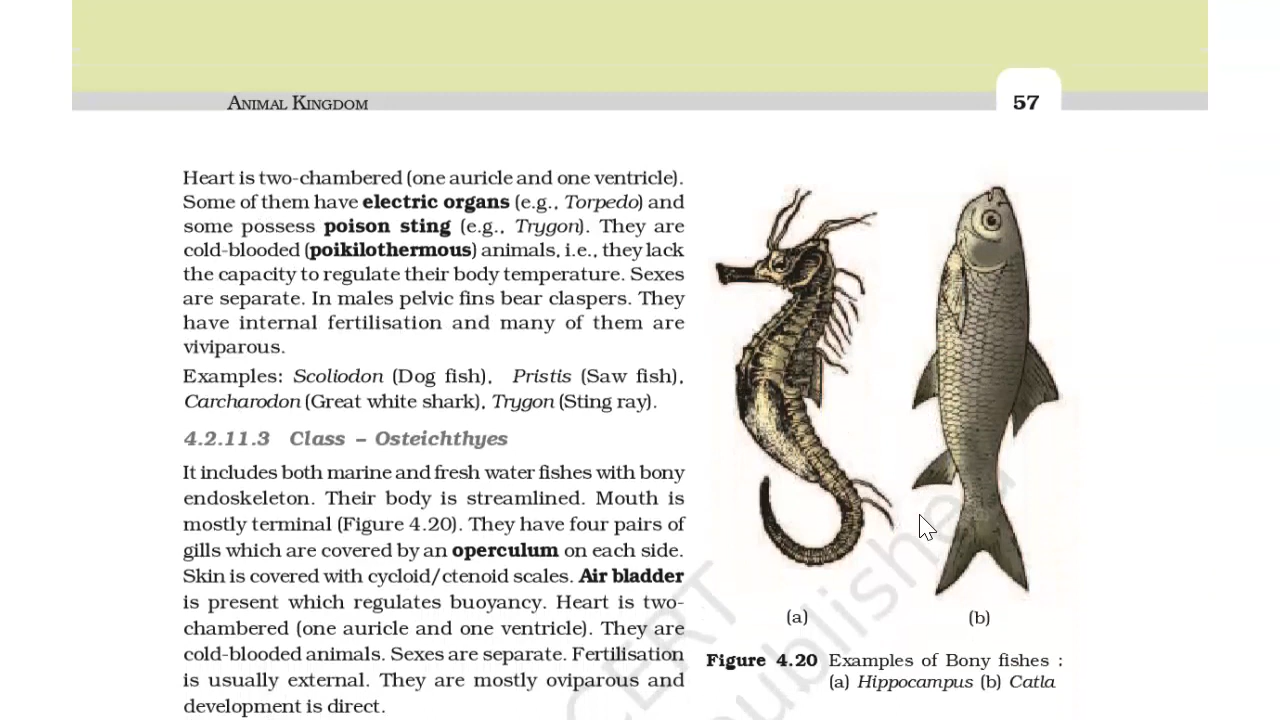 ANIMAL KINGDOM
57
Heart is two-chambered (one auricle and one ventricle).
Some of them have electric organs (e.g., Torpedo) and
some possess poison sting (e.g., Trygon). They are
cold-blooded (poikilothermous) animals, i.e., they lack
the capacity to regulate their body temperature. Sexes
are separate. In males pelvic fins bear claspers. They
have internal fertilisation and many of them are
viviparous.
Examples: Scoliodon (Dog fish), Pristis (Saw fish),
Carcharodon (Great white shark), Trygon (Sting ray).
4.2.11.3 Class – Osteichthyes
It includes both marine and fresh water fishes with bony
endoskeleton. Their body is streamlined. Mouth is
mostly terminal (Figure 4.20). They have four pairs of
gills which are covered by an operculum on each side.
Skin is covered with cycloid/ctenoid scales. Air bladder
is present which regulates buoyancy. Heart is two-
chambered (one auricle and one ventricle). They are
cold-blooded animals. Sexes are separate. Fertilisation
is usually external. They are mostly oviparous and
development is direct.
(a)
(b)
Figure 4.20 Examples of Bony fishes :
(a) Hippocampus (b) Catla
NCERT
published